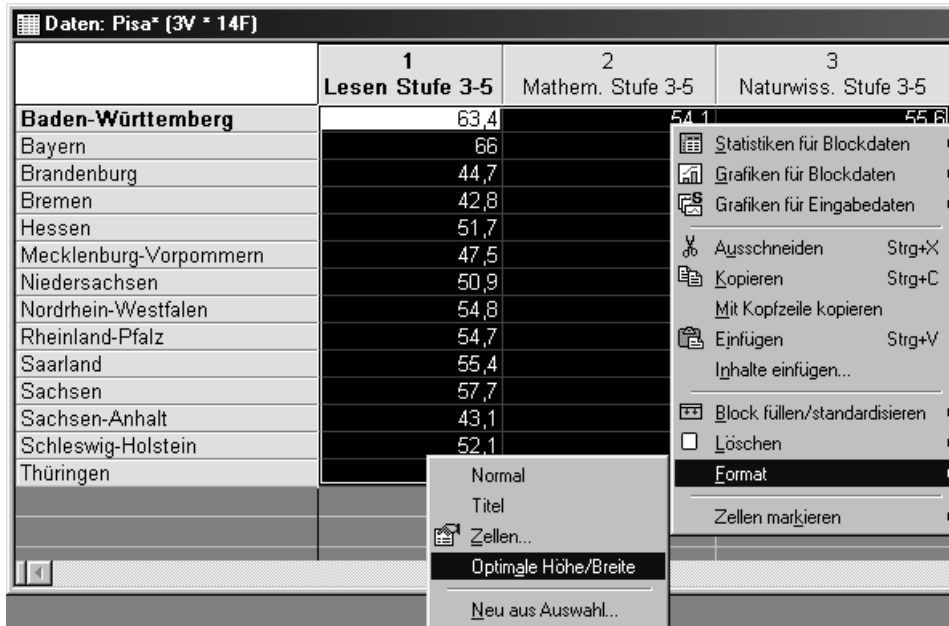 Daten: Pisa* (3V * 14F)
1 2 3
Lesen Stufe 3-5 Mathem. Stufe 3-5 Naturwiss. Stufe 3-5
Baden-Württemberg 63,4 54,1 55,6
Bayern 66
Brandenburg 44,7
Bremen 42,8
Hessen 51,7
Mecklenburg-Vorpommern 47,5
Niedersachsen 50,9
Nordrhein-Westfalen 54,8
Rheinland-Pfalz 54,7
Saarland 55,4
Sachsen 57,7
Sachsen-Anhalt 43,1
Schleswig-Holstein 52,1
Thüringen
Statistiken für Blockdaten
Grafiken für Blockdaten
Grafiken für Eingabedaten
Ausschneiden Strg+X
Kopieren Strg+C
Mit Kopfzeile kopieren
Einfügen Strg+V
Inhalte einfügen...
Block füllen/standardisieren
Löschen
Format
Zellen markieren
Normal
Titel
Zellen...
Optimale Höhe/Breite
Neu aus Auswahl...